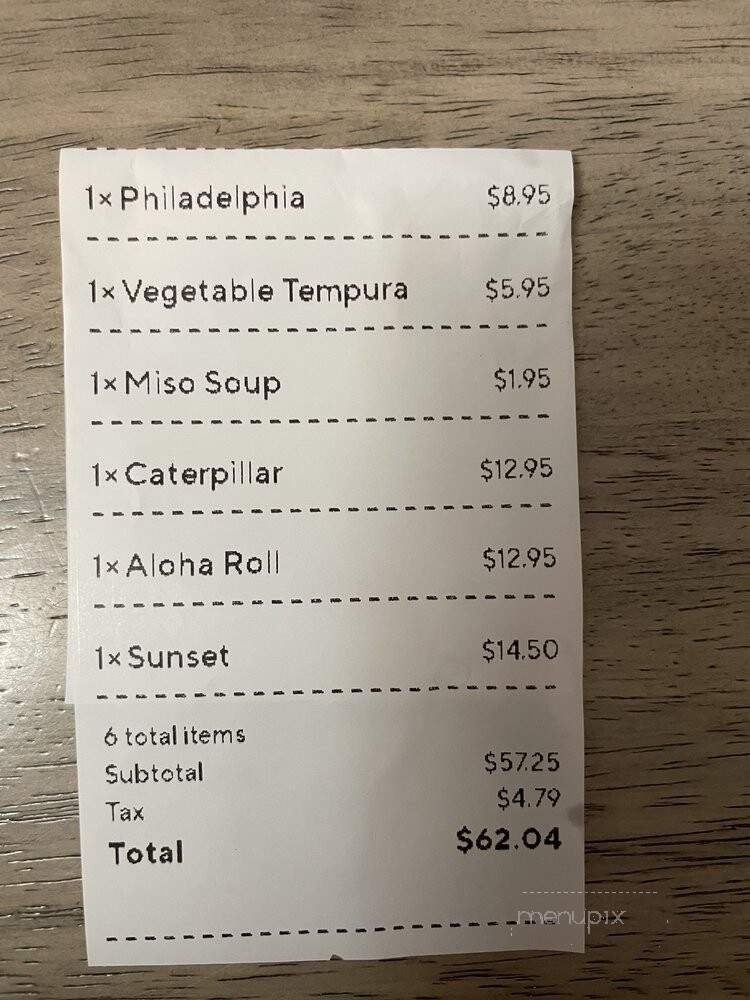 1× Philadelphia $8.95
1× Vegetable Tempura $5.95
1× Miso Soup $1.95
1× Caterpillar $12.95
1× Aloha Roll $12.95
1× Sunset $14.50
6 total items
Subtotal $57.25
Tax $4.79
Total $62.04
menupix